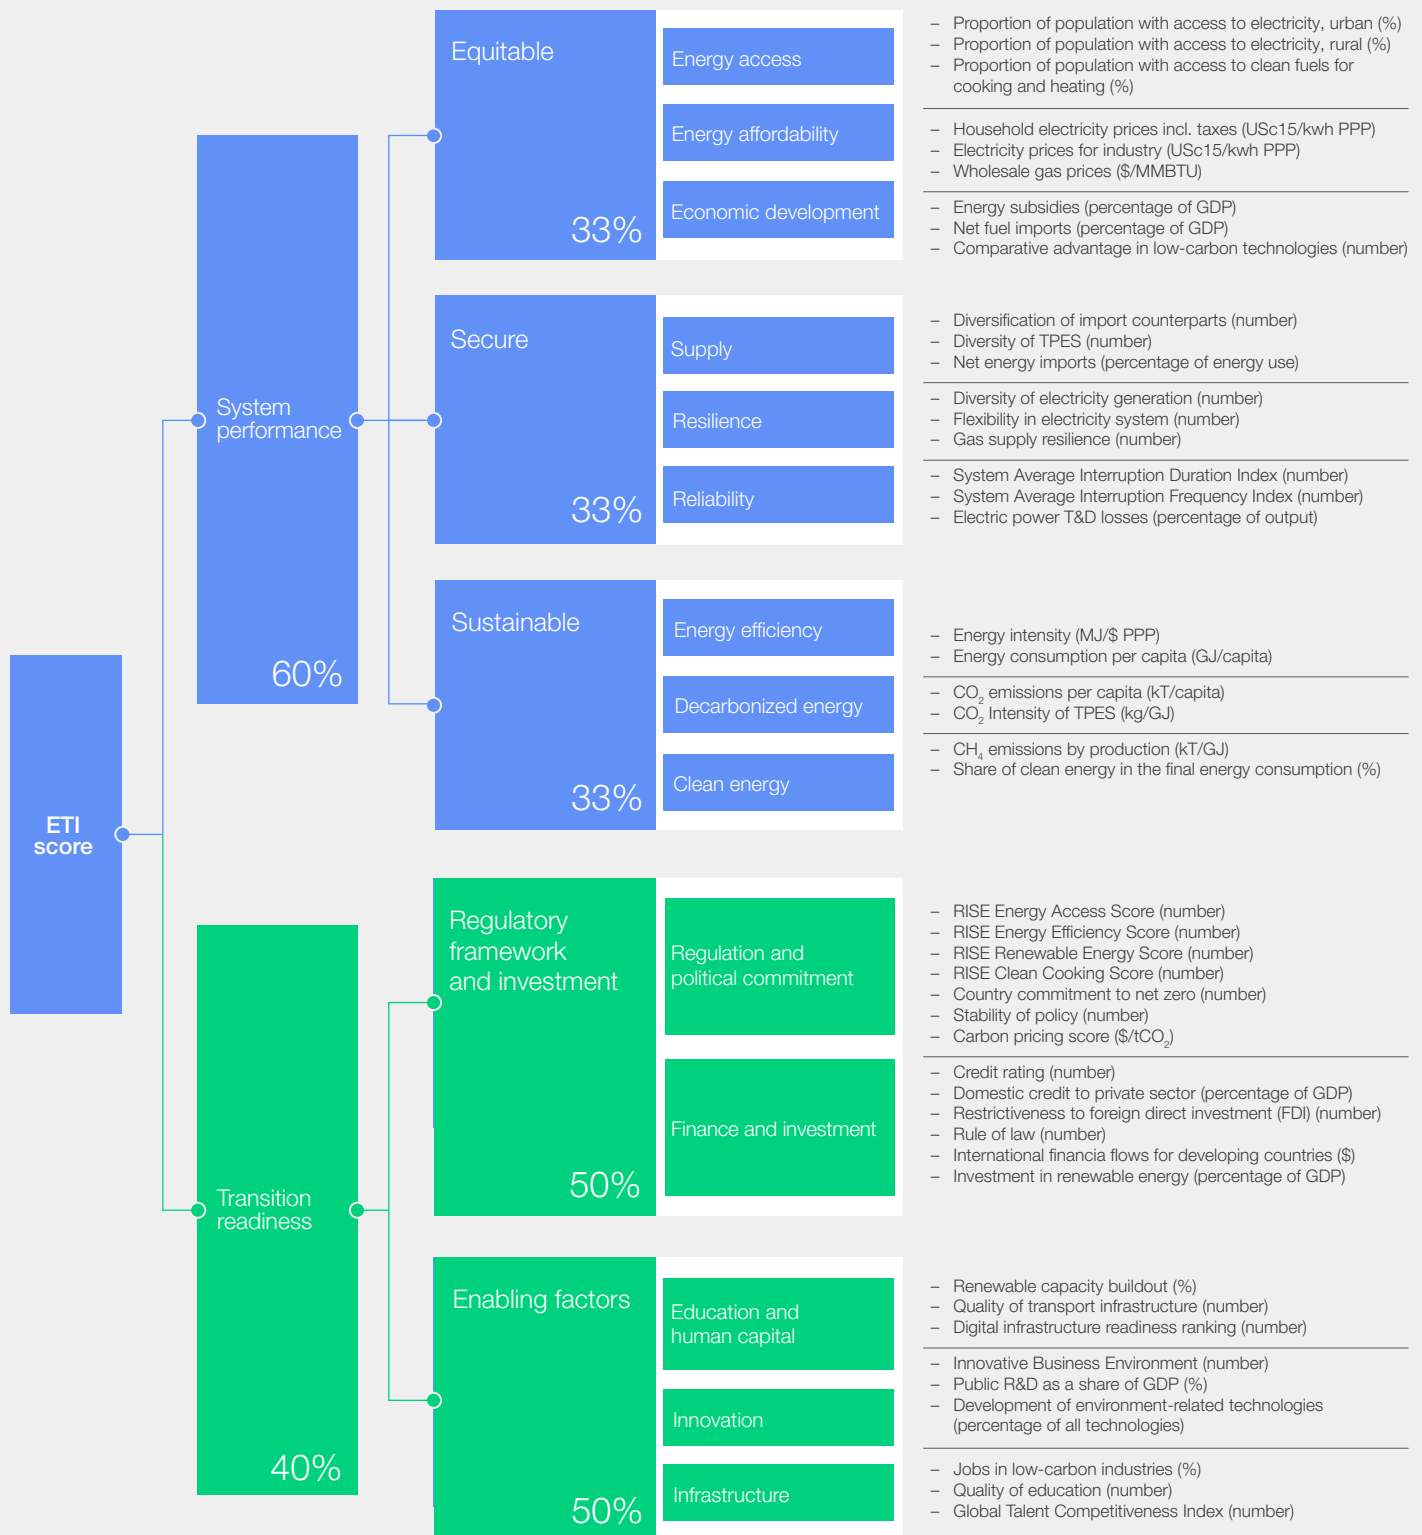 ETI
score
System
performance
60%
Equitable
33%
Energy access
– Proportion of population with access to electricity, urban (%)
– Proportion of population with access to electricity, rural (%)
– Proportion of population with access to clean fuels for
cooking and heating (%)
Energy affordability
– Household electricity prices incl. taxes (USc15/kwh PPP)
– Electricity prices for industry (USc15/kwh PPP)
– Wholesale gas prices ($/MMBTU)
Economic development
– Energy subsidies (percentage of GDP)
– Net fuel imports (percentage of GDP)
– Comparative advantage in low-carbon technologies (number)
Secure
33%
Supply
– Diversification of import counterparts (number)
– Diversity of TPES (number)
– Net energy imports (percentage of energy use)
Resilience
– Diversity of electricity generation (number)
– Flexibility in electricity system (number)
– Gas supply resilience (number)
Reliability
– System Average Interruption Duration Index (number)
– System Average Interruption Frequency Index (number)
– Electric power T&D losses (percentage of output)
Sustainable
33%
Energy efficiency
– Energy intensity (MJ/$ PPP)
– Energy consumption per capita (GJ/capita)
Decarbonized energy
– CO₂ emissions per capita (kT/capita)
– CO₂ Intensity of TPES (kg/GJ)
Clean energy
– CH₄ emissions by production (kT/GJ)
– Share of clean energy in the final energy consumption (%)
Transition
readiness
40%
Regulatory
framework
and investment
50%
Regulation and
political commitment
– RISE Energy Access Score (number)
– RISE Energy Efficiency Score (number)
– RISE Renewable Energy Score (number)
– RISE Clean Cooking Score (number)
– Country commitment to net zero (number)
– Stability of policy (number)
– Carbon pricing score ($/tCO₂)
Finance and investment
– Credit rating (number)
– Domestic credit to private sector (percentage of GDP)
– Restrictiveness to foreign direct investment (FDI) (number)
– Rule of law (number)
– International financia flows for developing countries ($)
– Investment in renewable energy (percentage of GDP)
Enabling factors
50%
Education and
human capital
– Renewable capacity buildout (%)
– Quality of transport infrastructure (number)
– Digital infrastructure readiness ranking (number)
Innovation
– Innovative Business Environment (number)
– Public R&D as a share of GDP (%)
– Development of environment-related technologies
(percentage of all technologies)
Infrastructure
– Jobs in low-carbon industries (%)
– Quality of education (number)
– Global Talent Competitiveness Index (number)